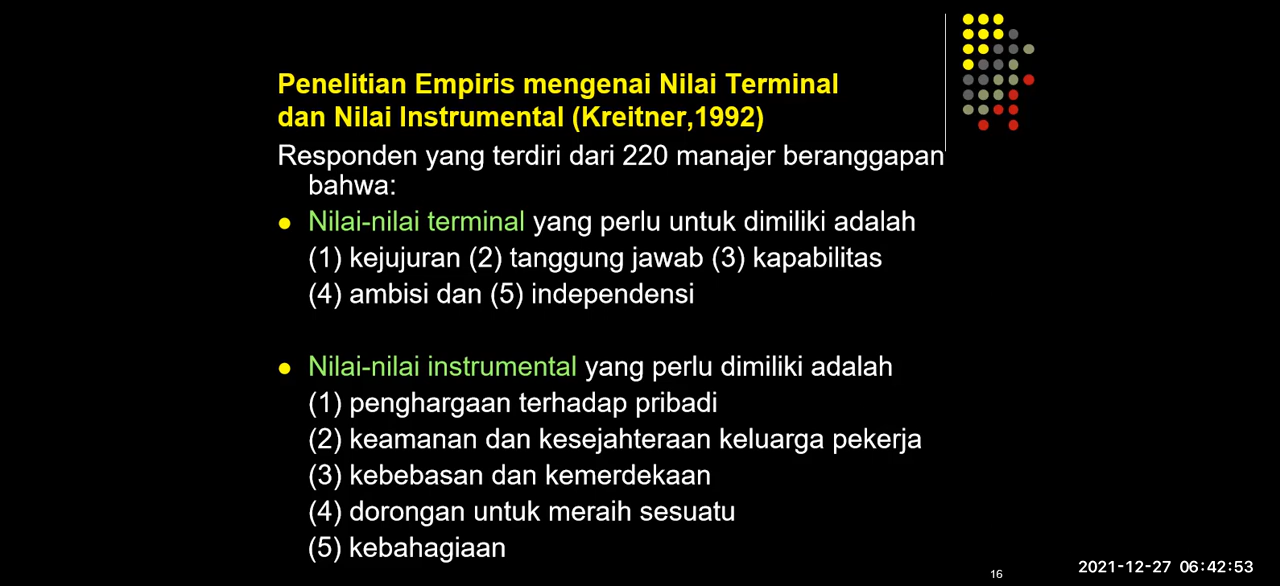 Penelitian Empiris mengenai Nilai Terminal
dan Nilai Instrumental (Kreitner,1992)
Responden yang terdiri dari 220 manajer beranggapan
bahwa:
Nilai-nilai terminal yang perlu untuk dimiliki adalah
(1) kejujuran (2) tanggung jawab (3) kapabilitas
(4) ambisi dan (5) independensi
Nilai-nilai instrumental yang perlu dimiliki adalah
(1) penghargaan terhadap pribadi
(2) keamanan dan kesejahteraan keluarga pekerja
(3) kebebasan dan kemerdekaan
(4) dorongan untuk meraih sesuatu
(5) kebahagiaan
16
2021-12-27 06:42:53